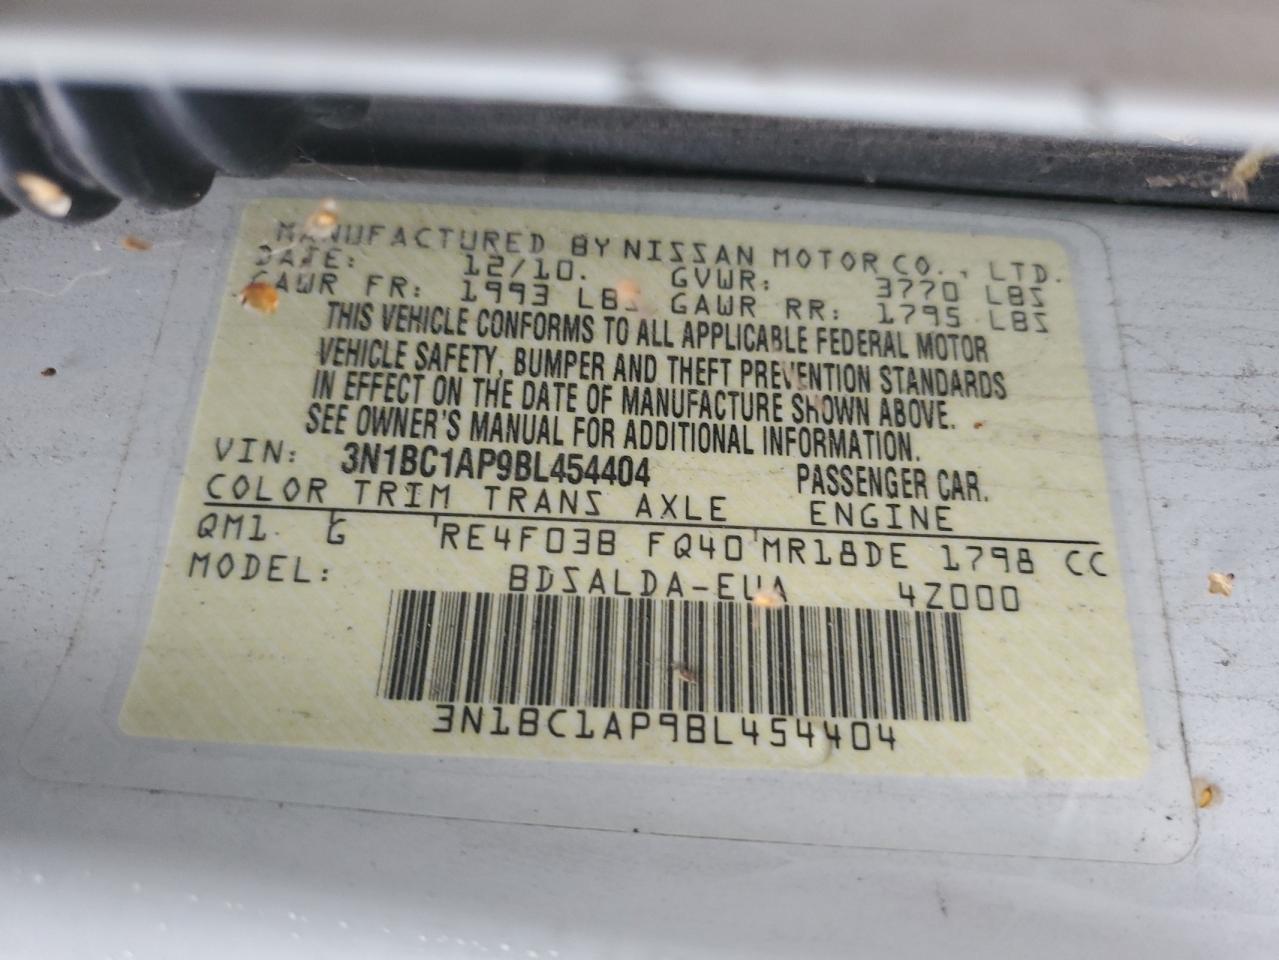 MANUFACTURED BY NISSAN MOTOR CO., LTD.
DATE: 12/10. GVWR: 3770 LBS
GAWR FR: 1993 LBS GAWR RR: 1795 LBS
THIS VEHICLE CONFORMS TO ALL APPLICABLE FEDERAL MOTOR
VEHICLE SAFETY, BUMPER AND THEFT PREVENTION STANDARDS
IN EFFECT ON THE DATE OF MANUFACTURE SHOWN ABOVE.
SEE OWNER'S MANUAL FOR ADDITIONAL INFORMATION.
VIN: 3N1BC1AP9BL454404 PASSENGER CAR.
COLOR TRIM TRANS AXLE ENGINE
QM1 G RE4F03B FQ40 MR18DE 1798 CC
MODEL: BDSALDA-EUA 4Z000
3N1BC1AP9BL454404